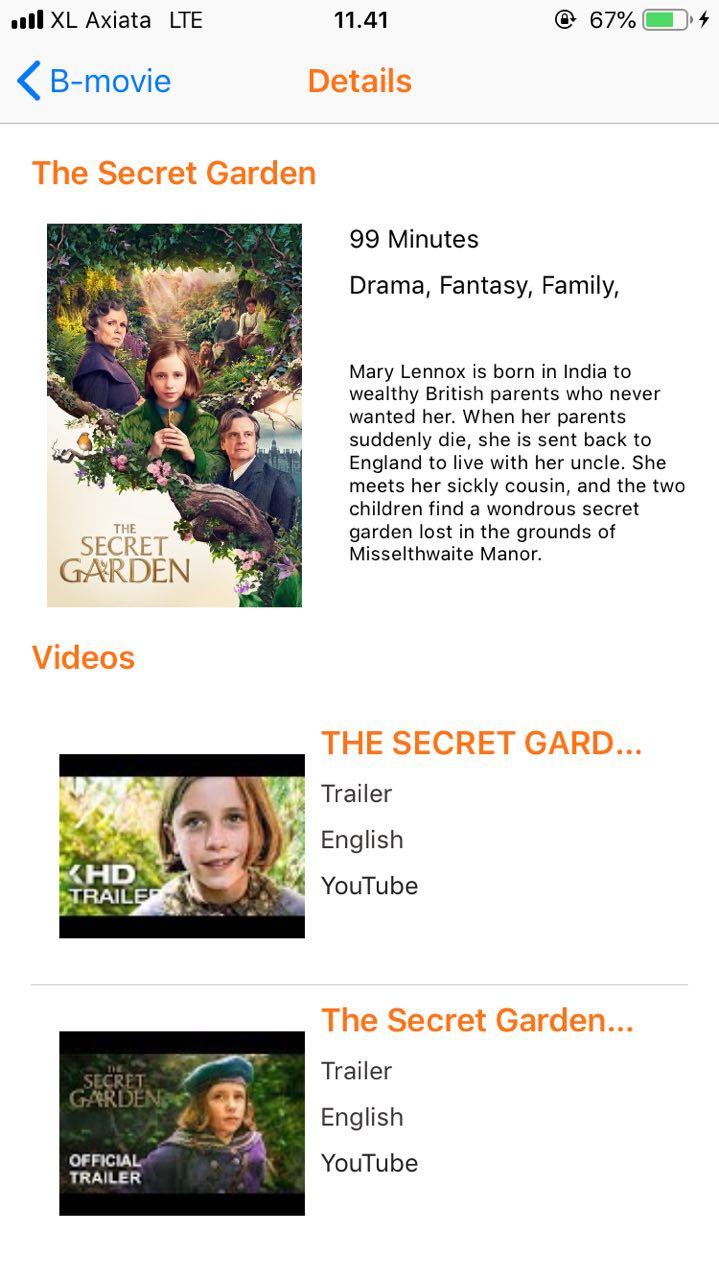 XL Axiata LTE 11.41 67%
B-movie Details
The Secret Garden
99 Minutes
Drama, Fantasy, Family,
Mary Lennox is born in India to
wealthy British parents who never
wanted her. When her parents
suddenly die, she is sent back to
England to live with her uncle. She
meets her sickly cousin, and the two
children find a wondrous secret
garden lost in the grounds of
Misselthwaite Manor.
THE
SECRET
GARDEN
Videos
THE SECRET GARD...
Trailer
English
YouTube
HD
TRAILER
The Secret Garden...
Trailer
English
YouTube
THE
SECRET
GARDEN
OFFICIAL
TRAILER